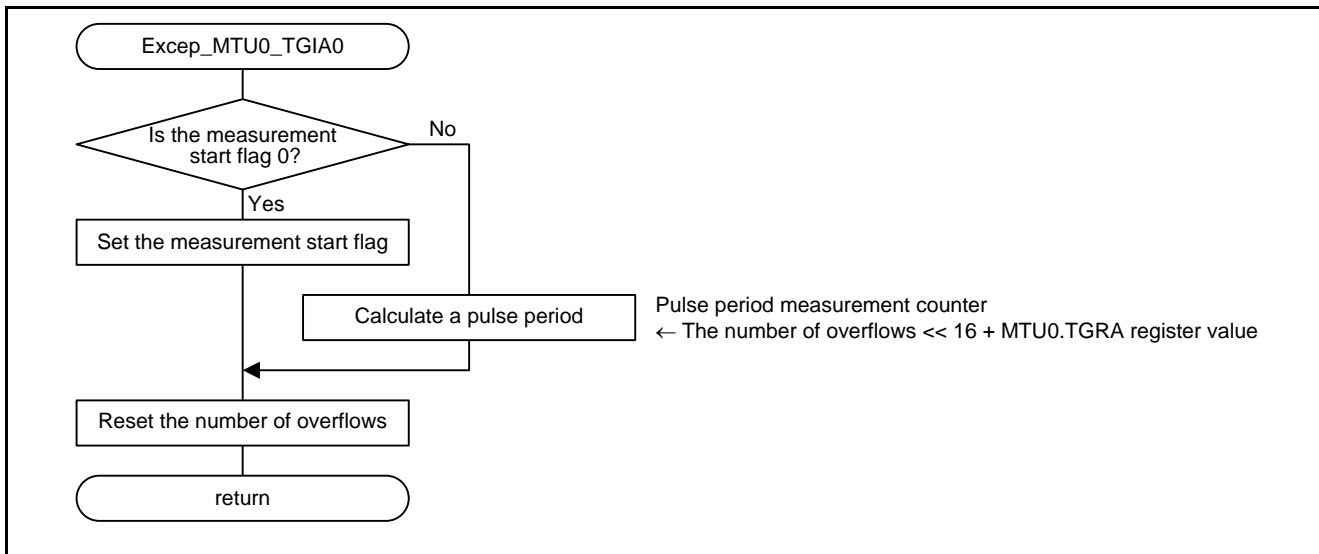 Excep_MTU0_TGIA0
Is the measurement
start flag 0?
No
Yes
Set the measurement start flag
Calculate a pulse period
Pulse period measurement counter
← The number of overflows << 16 + MTU0.TGRA register value
Reset the number of overflows
return